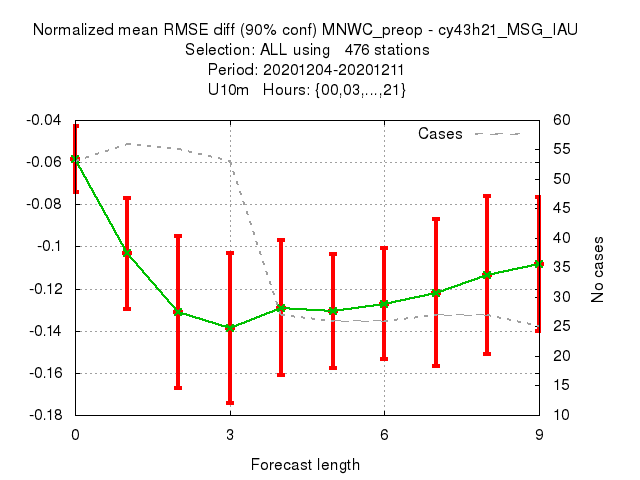 Normalized mean RMSE diff (90% conf) MNWC_preop - cy43h21_MSG_IAU
Selection: ALL using 476 stations
Period: 20201204-20201211
U10m Hours: {00,03,...,21}
Cases
-0.04
-0.06
-0.08
-0.1
-0.12
-0.14
-0.16
-0.18
60
55
50
45
40
35
30
25
20
15
10
No cases
0 3 6 9
Forecast length